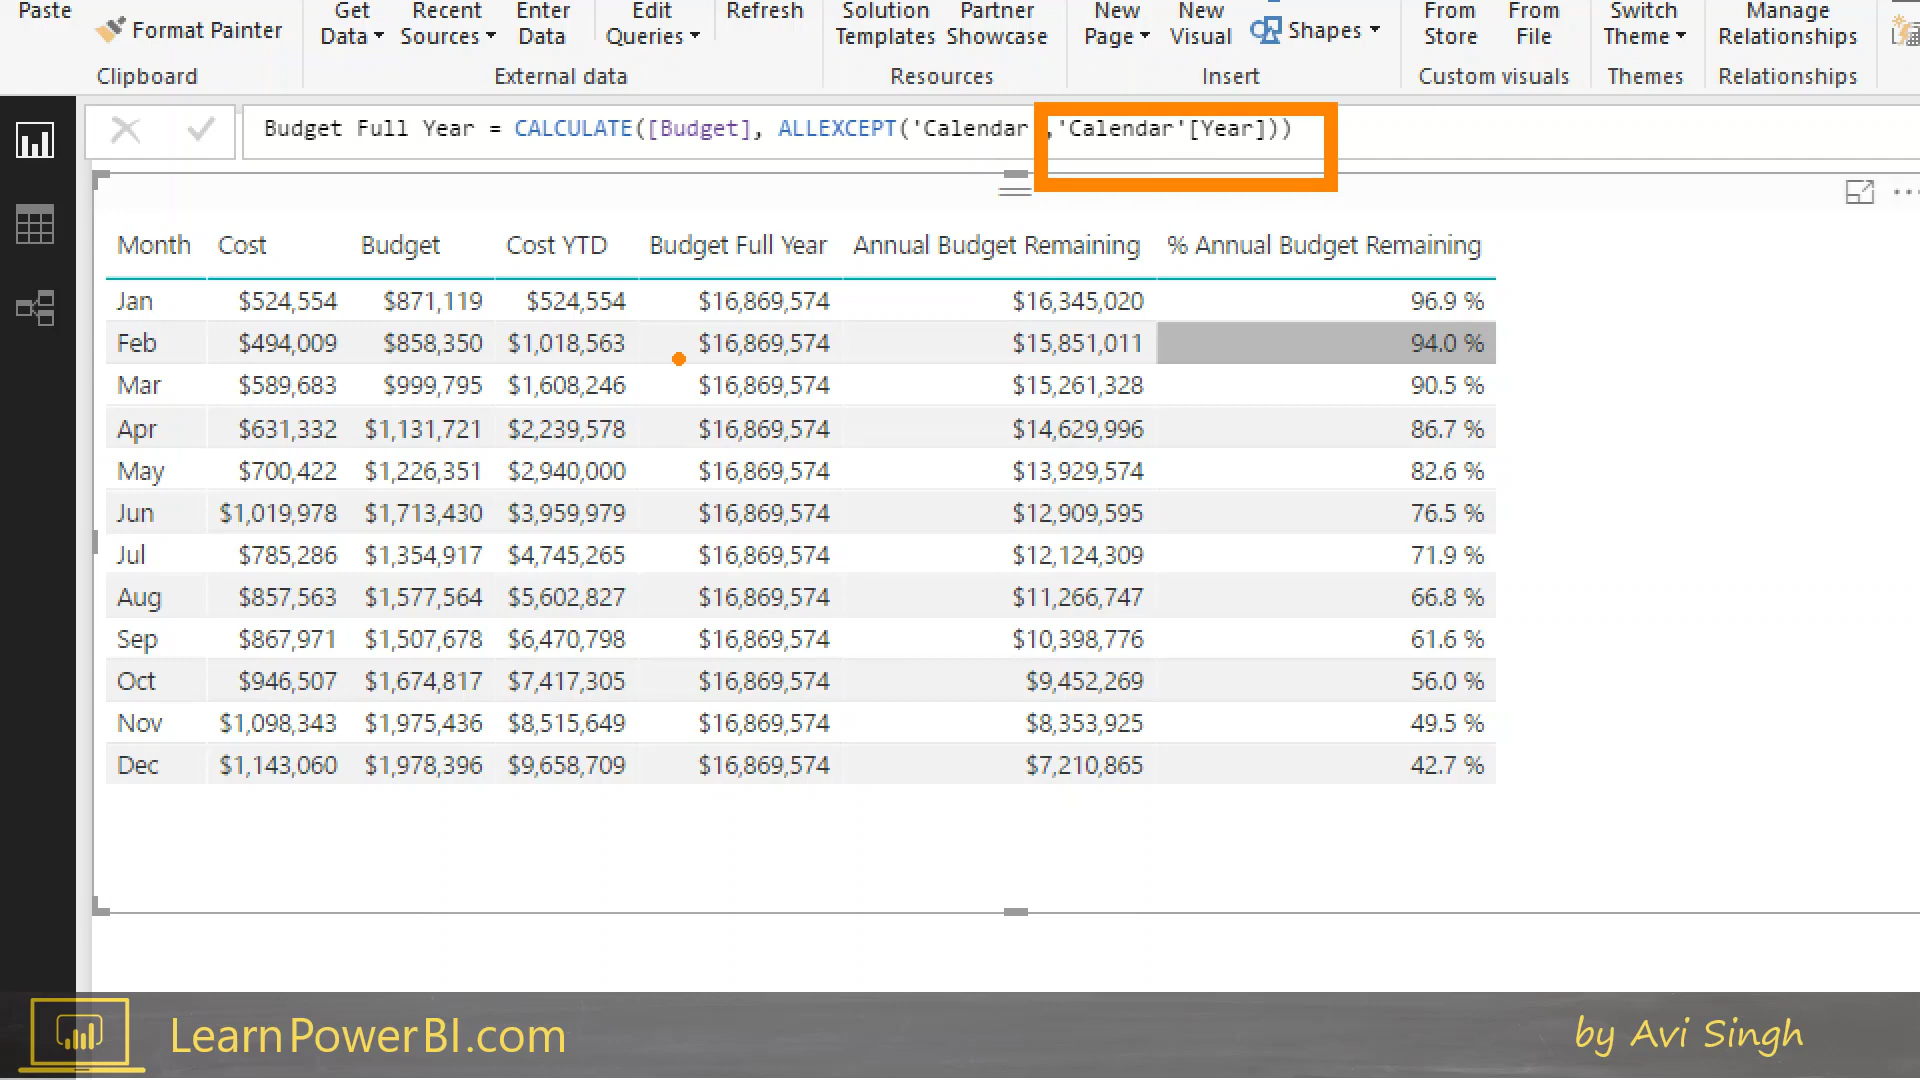 Paste
Format Painter
Clipboard
Get Data
Recent Sources
Enter Data
Edit Queries
Refresh
External data
Solution Templates
Partner Showcase
Resources
New Page
New Visual
Shapes
Insert
From Store
From File
Custom visuals
Switch Theme
Themes
Manage Relationships
Relationships
Budget Full Year = CALCULATE([Budget], ALLEXCEPT('Calendar ,'Calendar'[Year]))
Month Cost Budget Cost YTD Budget Full Year Annual Budget Remaining % Annual Budget Remaining
Jan $524,554 $871,119 $524,554 $16,869,574 $16,345,020 96.9 %
Feb $494,009 $858,350 $1,018,563 $16,869,574 $15,851,011 94.0 %
Mar $589,683 $999,795 $1,608,246 $16,869,574 $15,261,328 90.5 %
Apr $631,332 $1,131,721 $2,239,578 $16,869,574 $14,629,996 86.7 %
May $700,422 $1,226,351 $2,940,000 $16,869,574 $13,929,574 82.6 %
Jun $1,019,978 $1,713,430 $3,959,979 $16,869,574 $12,909,595 76.5 %
Jul $785,286 $1,354,917 $4,745,265 $16,869,574 $12,124,309 71.9 %
Aug $857,563 $1,577,564 $5,602,827 $16,869,574 $11,266,747 66.8 %
Sep $867,971 $1,507,678 $6,470,798 $16,869,574 $10,398,776 61.6 %
Oct $946,507 $1,674,817 $7,417,305 $16,869,574 $9,452,269 56.0 %
Nov $1,098,343 $1,975,436 $8,515,649 $16,869,574 $8,353,925 49.5 %
Dec $1,143,060 $1,978,396 $9,658,709 $16,869,574 $7,210,865 42.7 %
LearnPowerBI.com
by Avi Singh